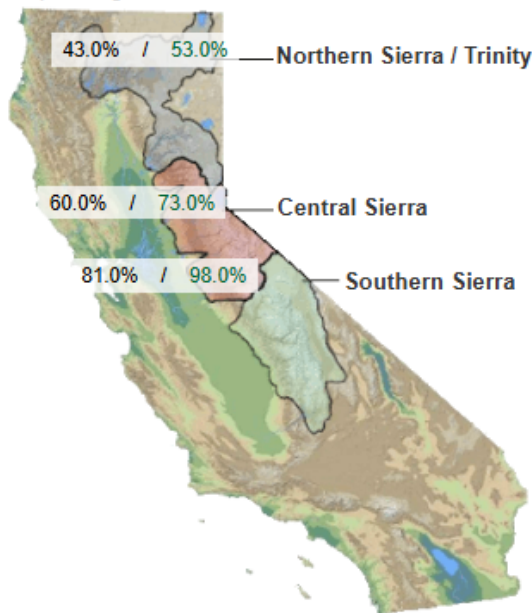 43.0% / 53.0% Northern Sierra / Trinity
60.0% / 73.0% Central Sierra
81.0% / 98.0% Southern Sierra